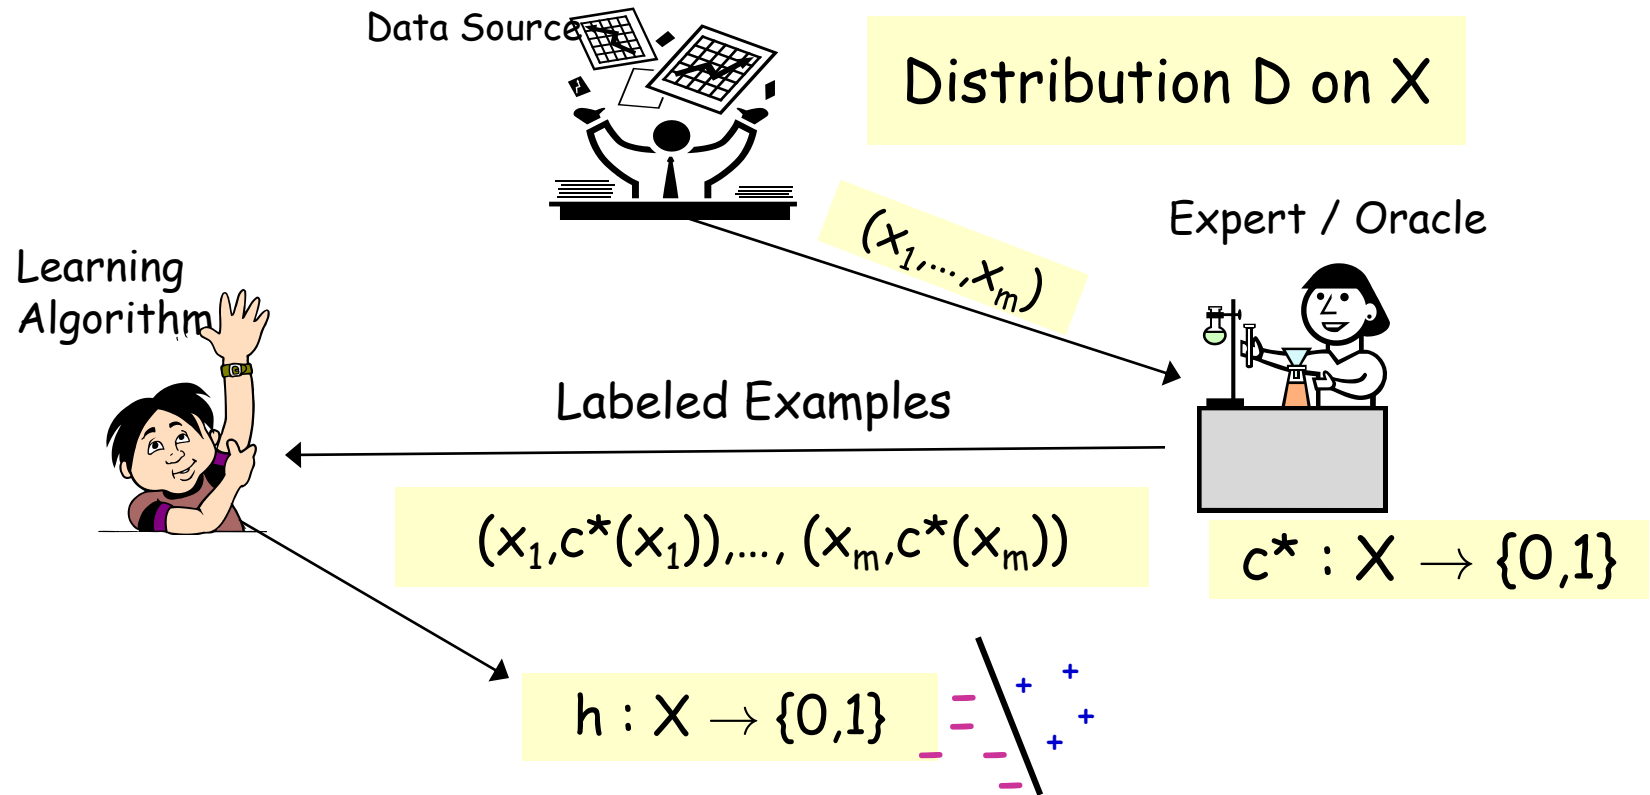 Data Source
Distribution D on X
(x₁,...,xₘ)
Expert / Oracle
Learning
Algorithm
Labeled Examples
(x₁,c*(x₁)),..., (xₘ,c*(xₘ))
c* : X → {0,1}
h : X → {0,1}